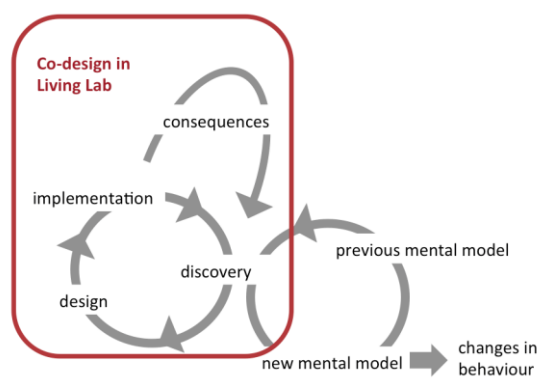 Co-design in
Living Lab
consequences
implementation
previous mental model
discovery
design
new mental model
changes in
behaviour